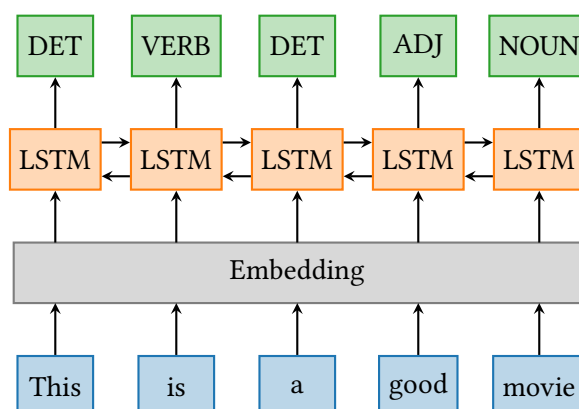 DET VERB DET ADJ NOUN
LSTM LSTM LSTM LSTM LSTM
Embedding
This is a good movie